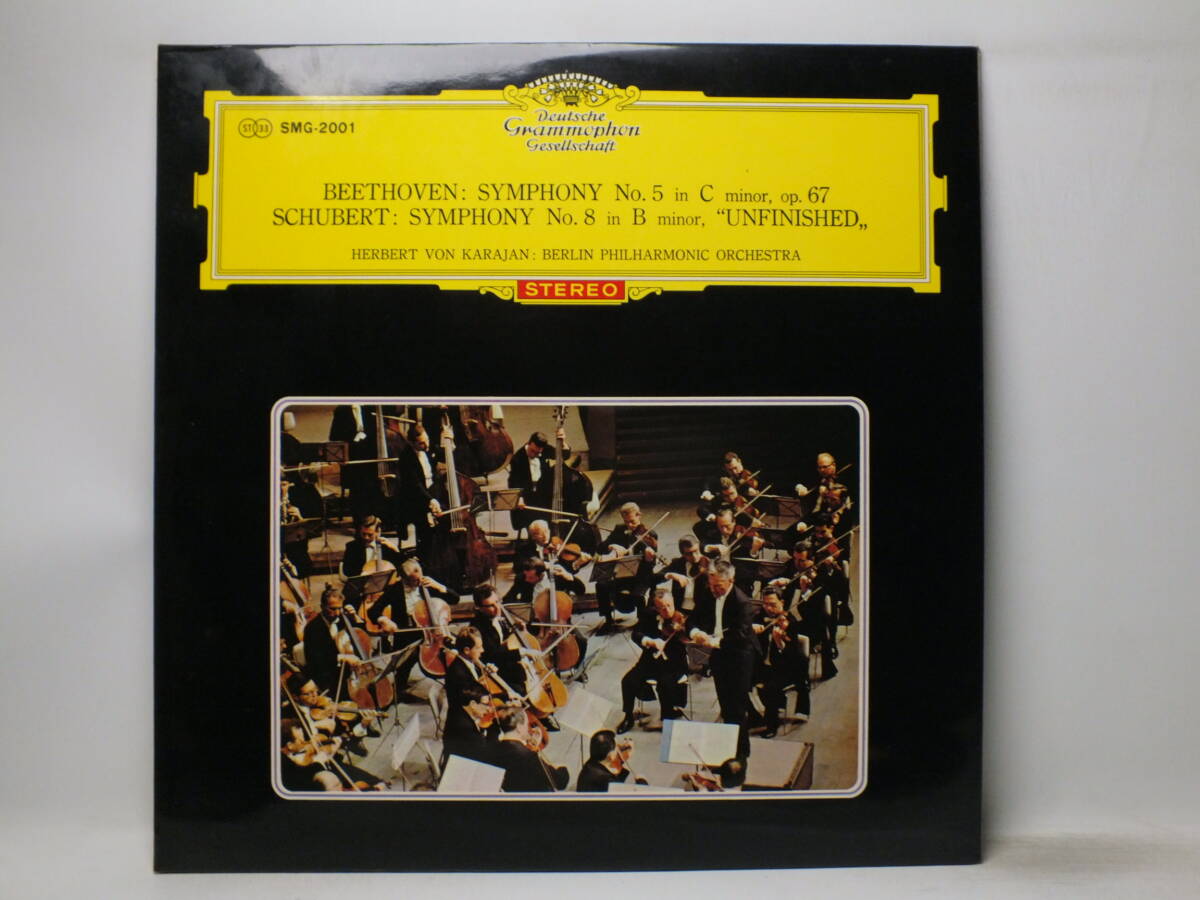 Deutsche
Grammophon
Gesellschaft
ST 33 SMG-2001
BEETHOVEN: SYMPHONY No. 5 in C minor, op. 67
SCHUBERT: SYMPHONY No. 8 in B minor, “UNFINISHED„
HERBERT VON KARAJAN: BERLIN PHILHARMONIC ORCHESTRA
STEREO